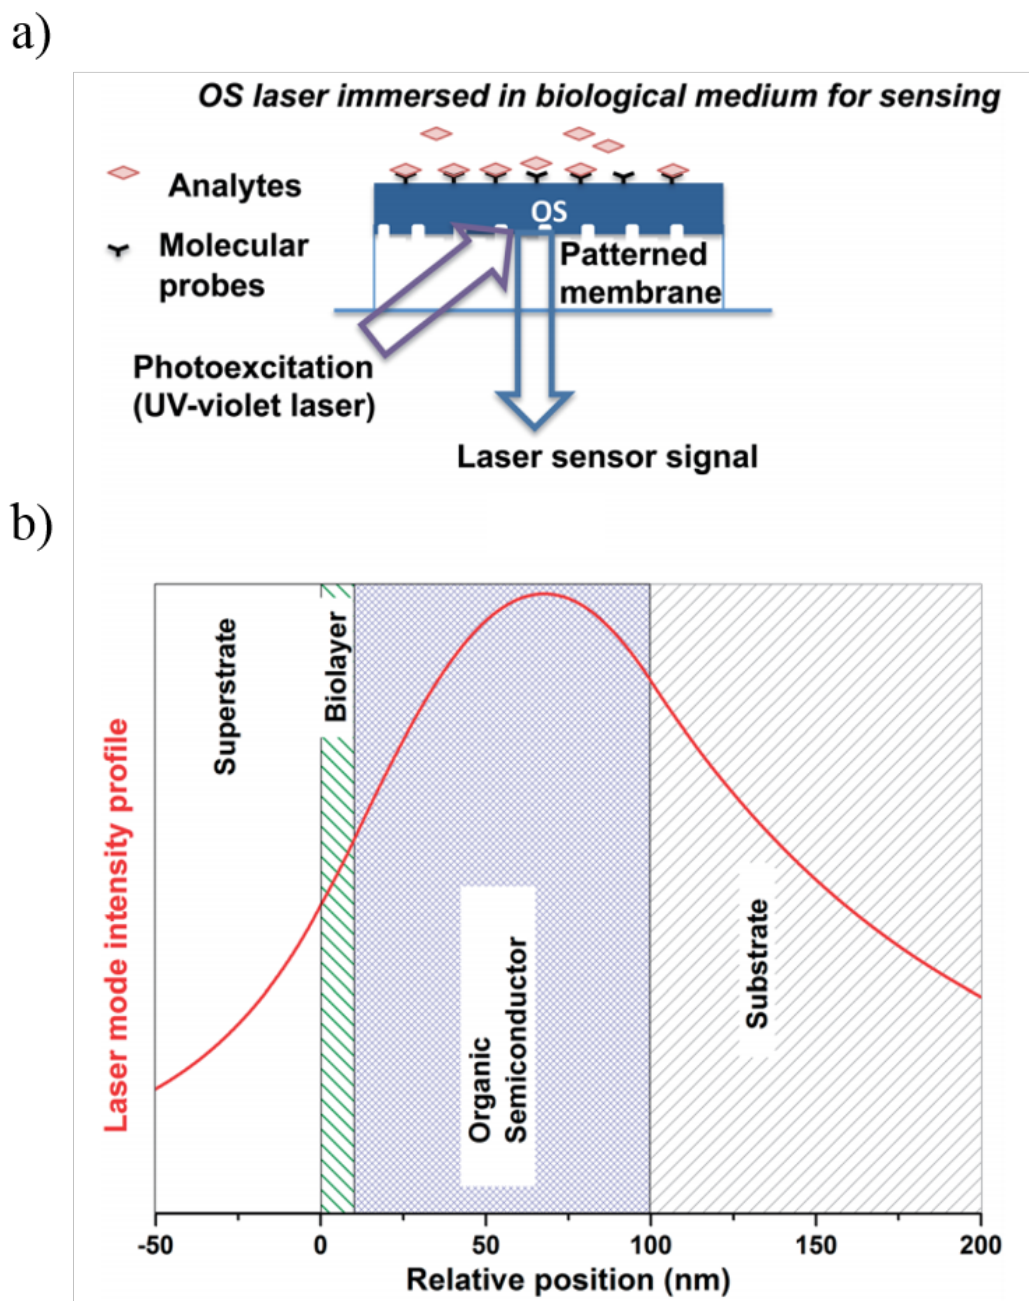 a)
OS laser immersed in biological medium for sensing
Analytes
Molecular
probes
OS
Patterned
membrane
Photoexcitation
(UV-violet laser)
Laser sensor signal
b)
Laser mode intensity profile
Superstrate
Biolayer
Organic
Semiconductor
Substrate
-50 0 50 100 150 200
Relative position (nm)